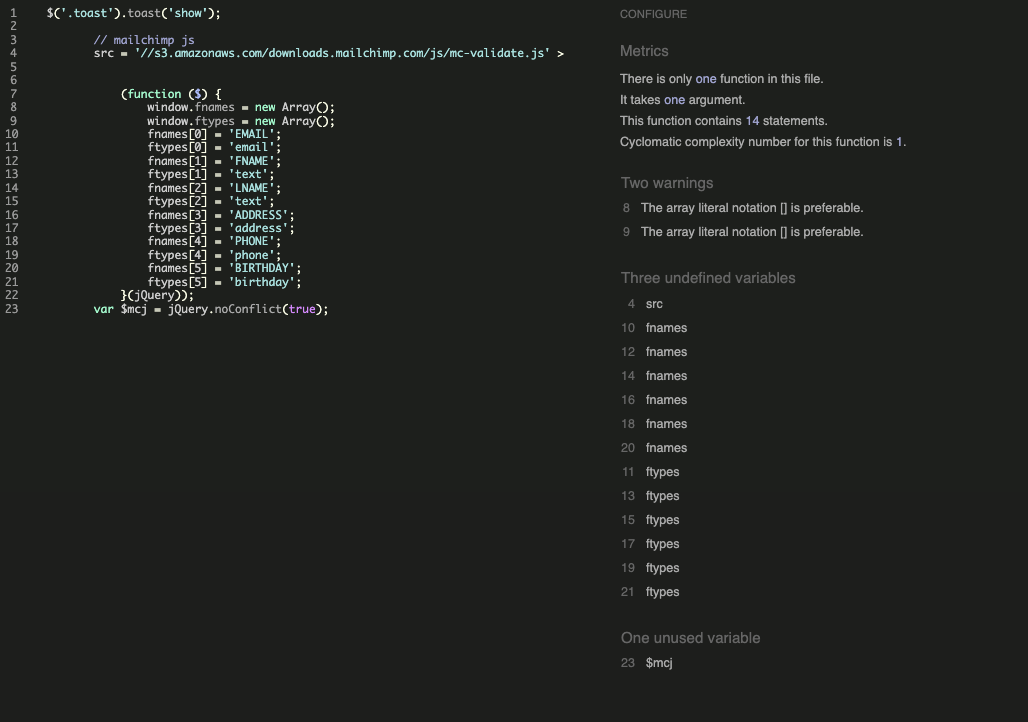 1 $('.toast').toast('show');
2
3 // mailchimp js
4 src = '//s3.amazonaws.com/downloads.mailchimp.com/js/mc-validate.js' >
5
6
7 (function ($) {
8 window.fnames = new Array();
9 window.ftypes = new Array();
10 fnames[0] = 'EMAIL';
11 ftypes[0] = 'email';
12 fnames[1] = 'FNAME';
13 ftypes[1] = 'text';
14 fnames[2] = 'LNAME';
15 ftypes[2] = 'text';
16 fnames[3] = 'ADDRESS';
17 ftypes[3] = 'address';
18 fnames[4] = 'PHONE';
19 ftypes[4] = 'phone';
20 fnames[5] = 'BIRTHDAY';
21 ftypes[5] = 'birthday';
22 }(jQuery));
23 var $mcj = jQuery.noConflict(true);
CONFIGURE
Metrics
There is only one function in this file.
It takes one argument.
This function contains 14 statements.
Cyclomatic complexity number for this function is 1.
Two warnings
8 The array literal notation [] is preferable.
9 The array literal notation [] is preferable.
Three undefined variables
4 src
10 fnames
12 fnames
14 fnames
16 fnames
18 fnames
20 fnames
11 ftypes
13 ftypes
15 ftypes
17 ftypes
19 ftypes
21 ftypes
One unused variable
23 $mcj